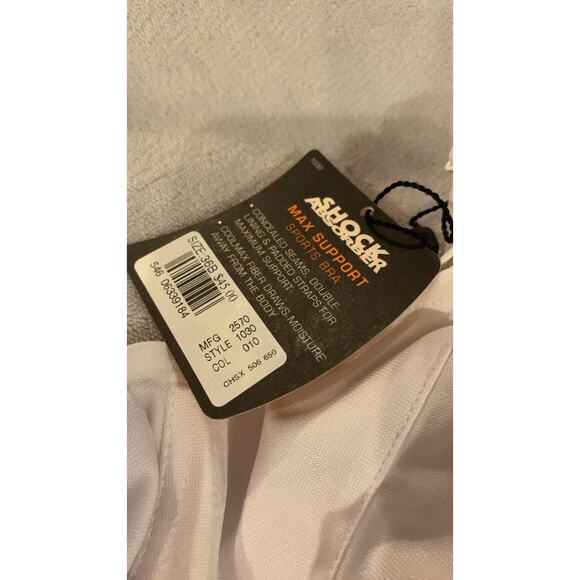 SHOCK
ABSORBER
MAX SUPPORT
SPORTS BRA
• CONCEALED SEAMS, DOUBLE
LINING & PADDED STRAPS FOR
MAXIMUM SUPPORT
• COOLMAX FIBER DRAWS MOISTURE
AWAY FROM THE BODY
SIZE 36B $45.00
546 06339184
MFG 2570
STYLE 1030
COL 010
CHSX 506 650